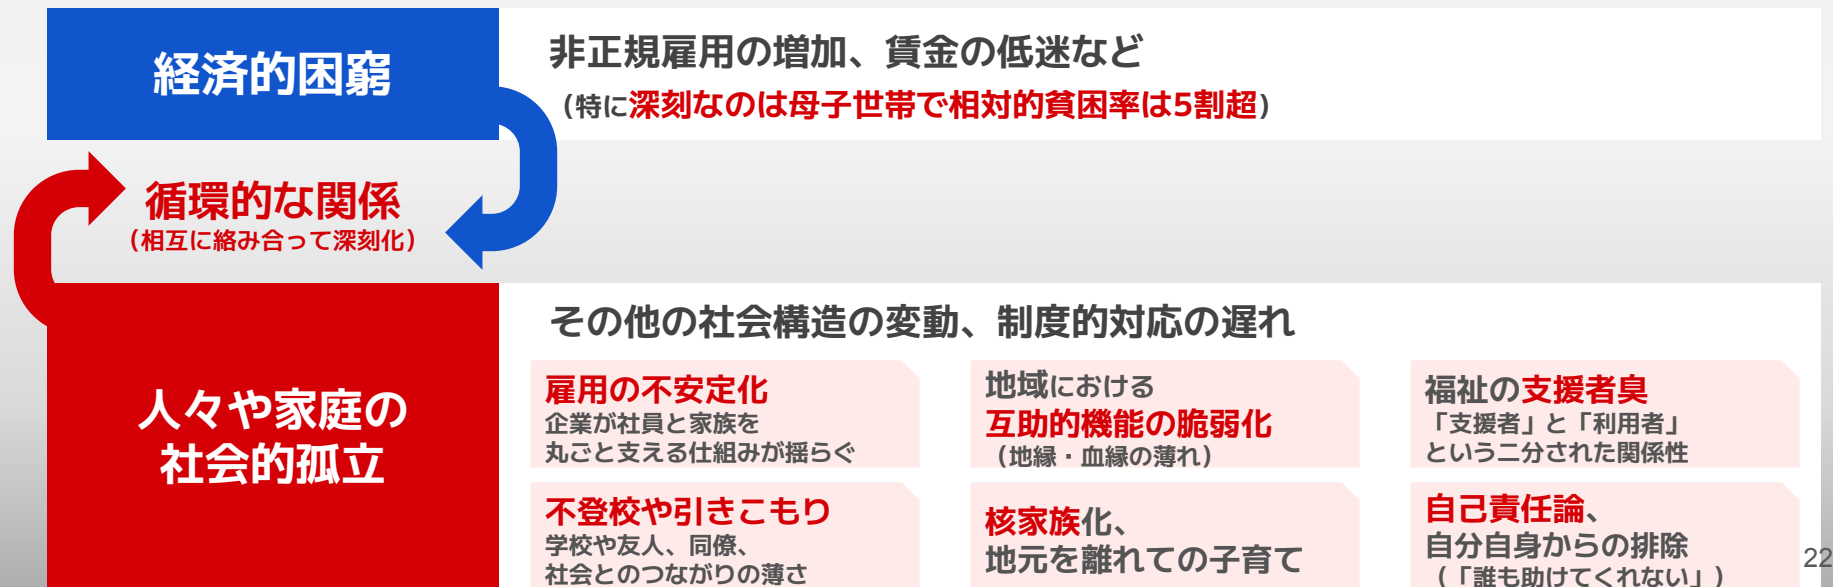 経済的困窮
非正規雇用の増加、賃金の低迷など
（特に深刻なのは母子世帯で相対的貧困率は5割超）
循環的な関係
（相互に絡み合って深刻化）
人々や家庭の
社会的孤立
その他の社会構造の変動、制度的対応の遅れ
雇用の不安定化
企業が社員と家族を
丸ごと支える仕組みが揺らぐ
地域における
互助的機能の脆弱化
（地縁・血縁の薄れ）
福祉の支援者臭
「支援者」と「利用者」
という二分された関係性
不登校や引きこもり
学校や友人、同僚、
社会とのつながりの薄さ
核家族化、
地元を離れての子育て
自己責任論、
自分自身からの排除
（「誰も助けてくれない」）
22